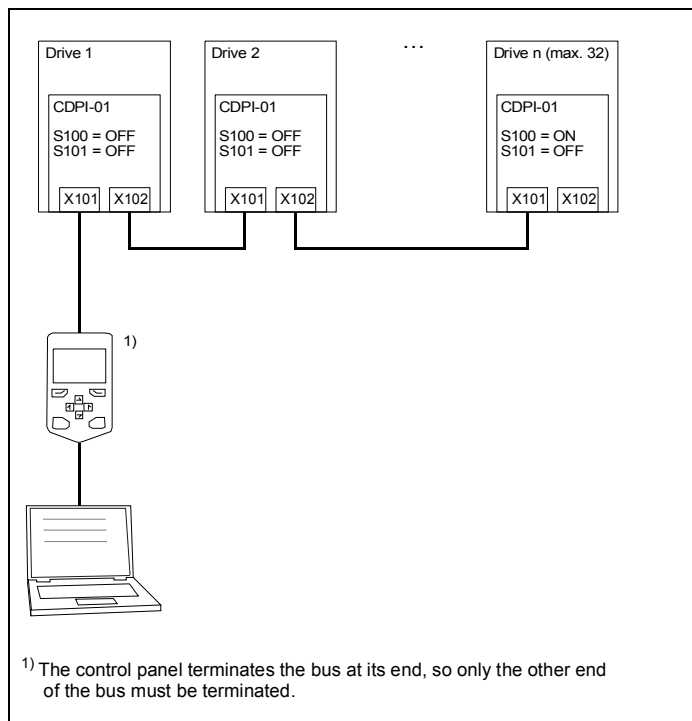 Drive 1
CDPI-01
S100 = OFF
S101 = OFF
X101 X102
Drive 2
CDPI-01
S100 = OFF
S101 = OFF
X101 X102
...
Drive n (max. 32)
CDPI-01
S100 = ON
S101 = OFF
X101 X102
1)
1) The control panel terminates the bus at its end, so only the other end
of the bus must be terminated.